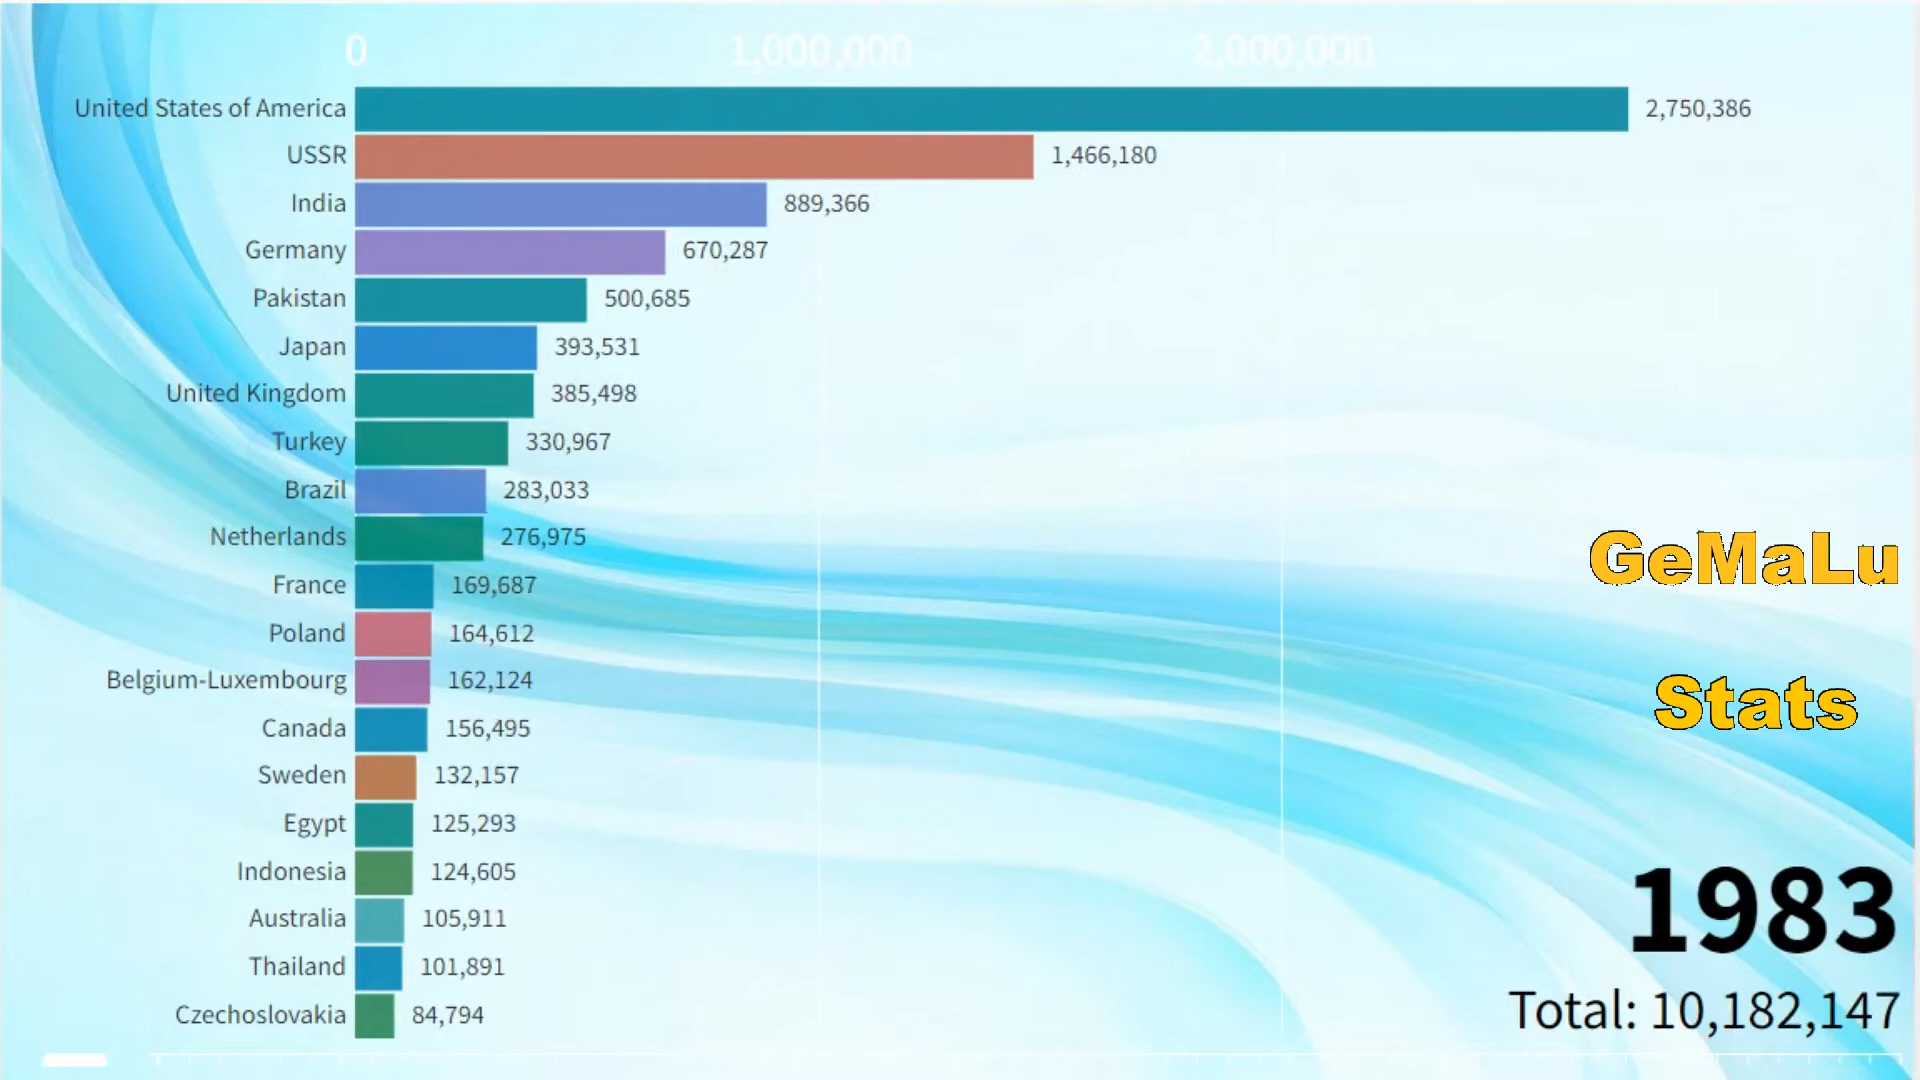 0 1,000,000 2,000,000
United States of America 2,750,386
USSR 1,466,180
India 889,366
Germany 670,287
Pakistan 500,685
Japan 393,531
United Kingdom 385,498
Turkey 330,967
Brazil 283,033
Netherlands 276,975
France 169,687
Poland 164,612
Belgium-Luxembourg 162,124
Canada 156,495
Sweden 132,157
Egypt 125,293
Indonesia 124,605
Australia 105,911
Thailand 101,891
Czechoslovakia 84,794
GeMaLu
Stats
1983
Total: 10,182,147